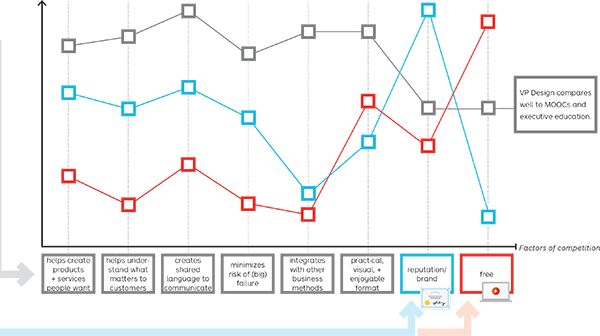 VP Design compares
well to MOOCs and
executive education.
Factors of competition
helps create
products +
services
people want
helps under-
stand what
matters to
customers
creates
shared
language to
communicate
minimizes
risk of (big)
failure
integrates
with other
business
methods
practical,
visual, +
enjoyable
format
reputation/
brand
free